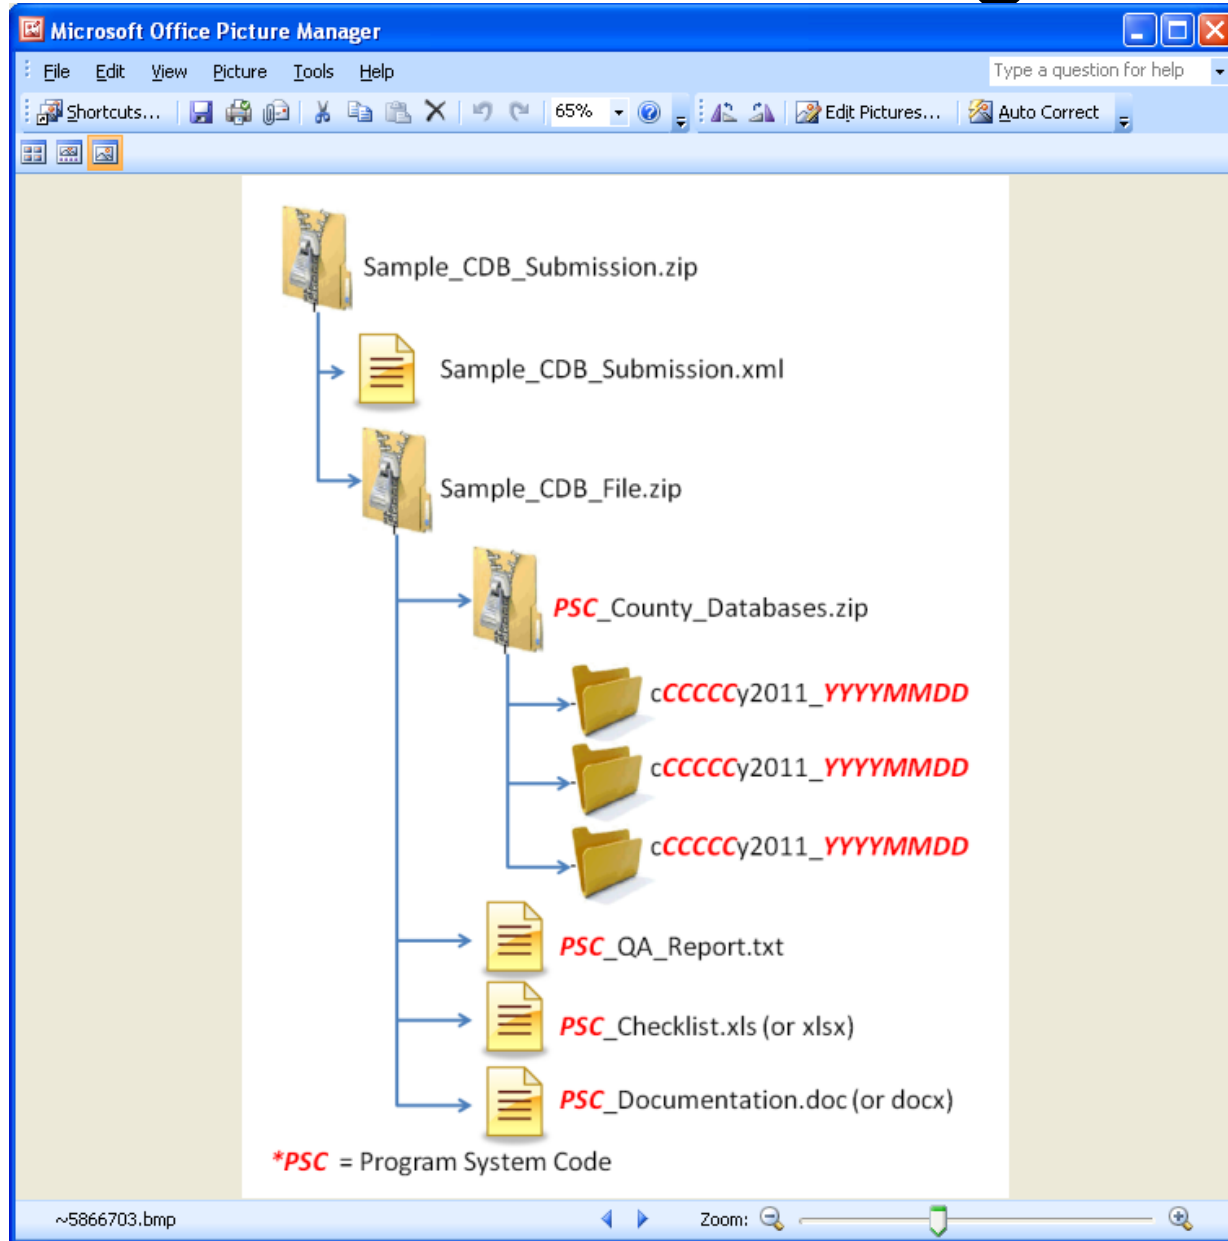 Microsoft Office Picture Manager
File Edit View Picture Tools Help Type a question for help
Shortcuts... 65% Edit Pictures... Auto Correct
Sample_CDB_Submission.zip
Sample_CDB_Submission.xml
Sample_CDB_File.zip
PSC_County_Databases.zip
cCCCCCy2011_YYYYMMDD
cCCCCCy2011_YYYYMMDD
cCCCCCy2011_YYYYMMDD
PSC_QA_Report.txt
PSC_Checklist.xls (or xlsx)
PSC_Documentation.doc (or docx)
*PSC = Program System Code
~5866703.bmp Zoom: